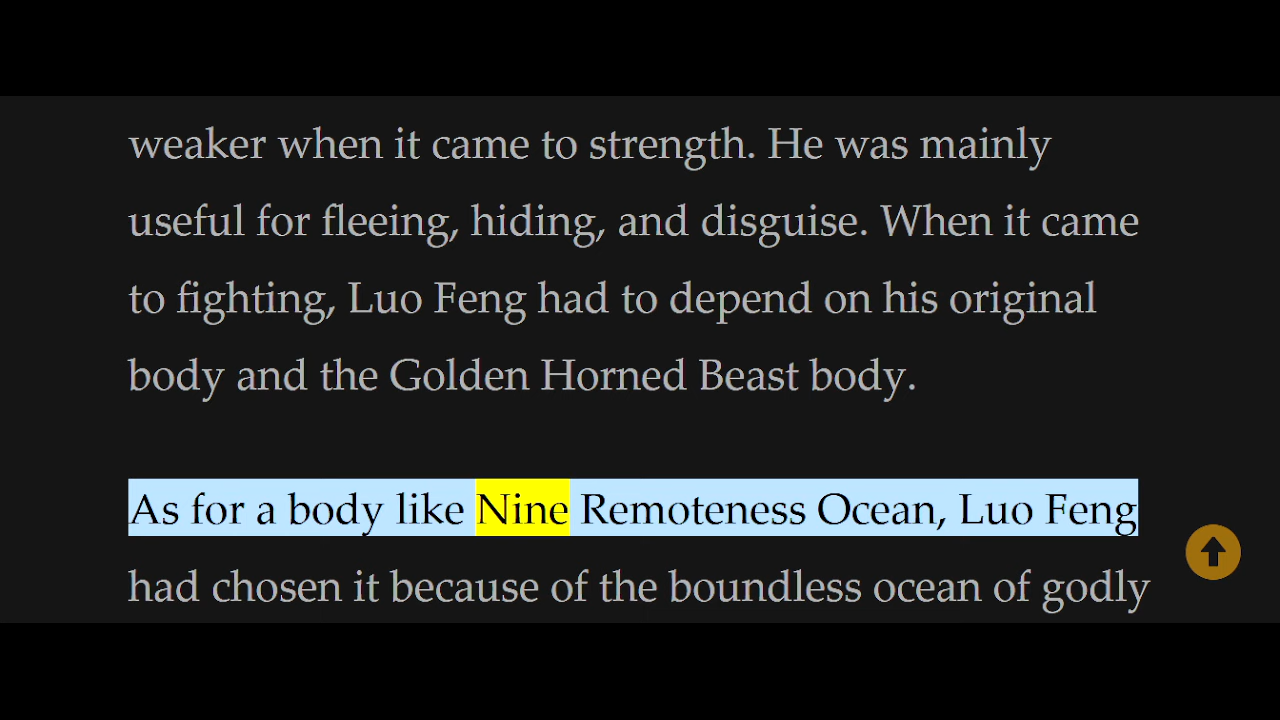 weaker when it came to strength. He was mainly
useful for fleeing, hiding, and disguise. When it came
to fighting, Luo Feng had to depend on his original
body and the Golden Horned Beast body.
As for a body like Nine Remoteness Ocean, Luo Feng
had chosen it because of the boundless ocean of godly